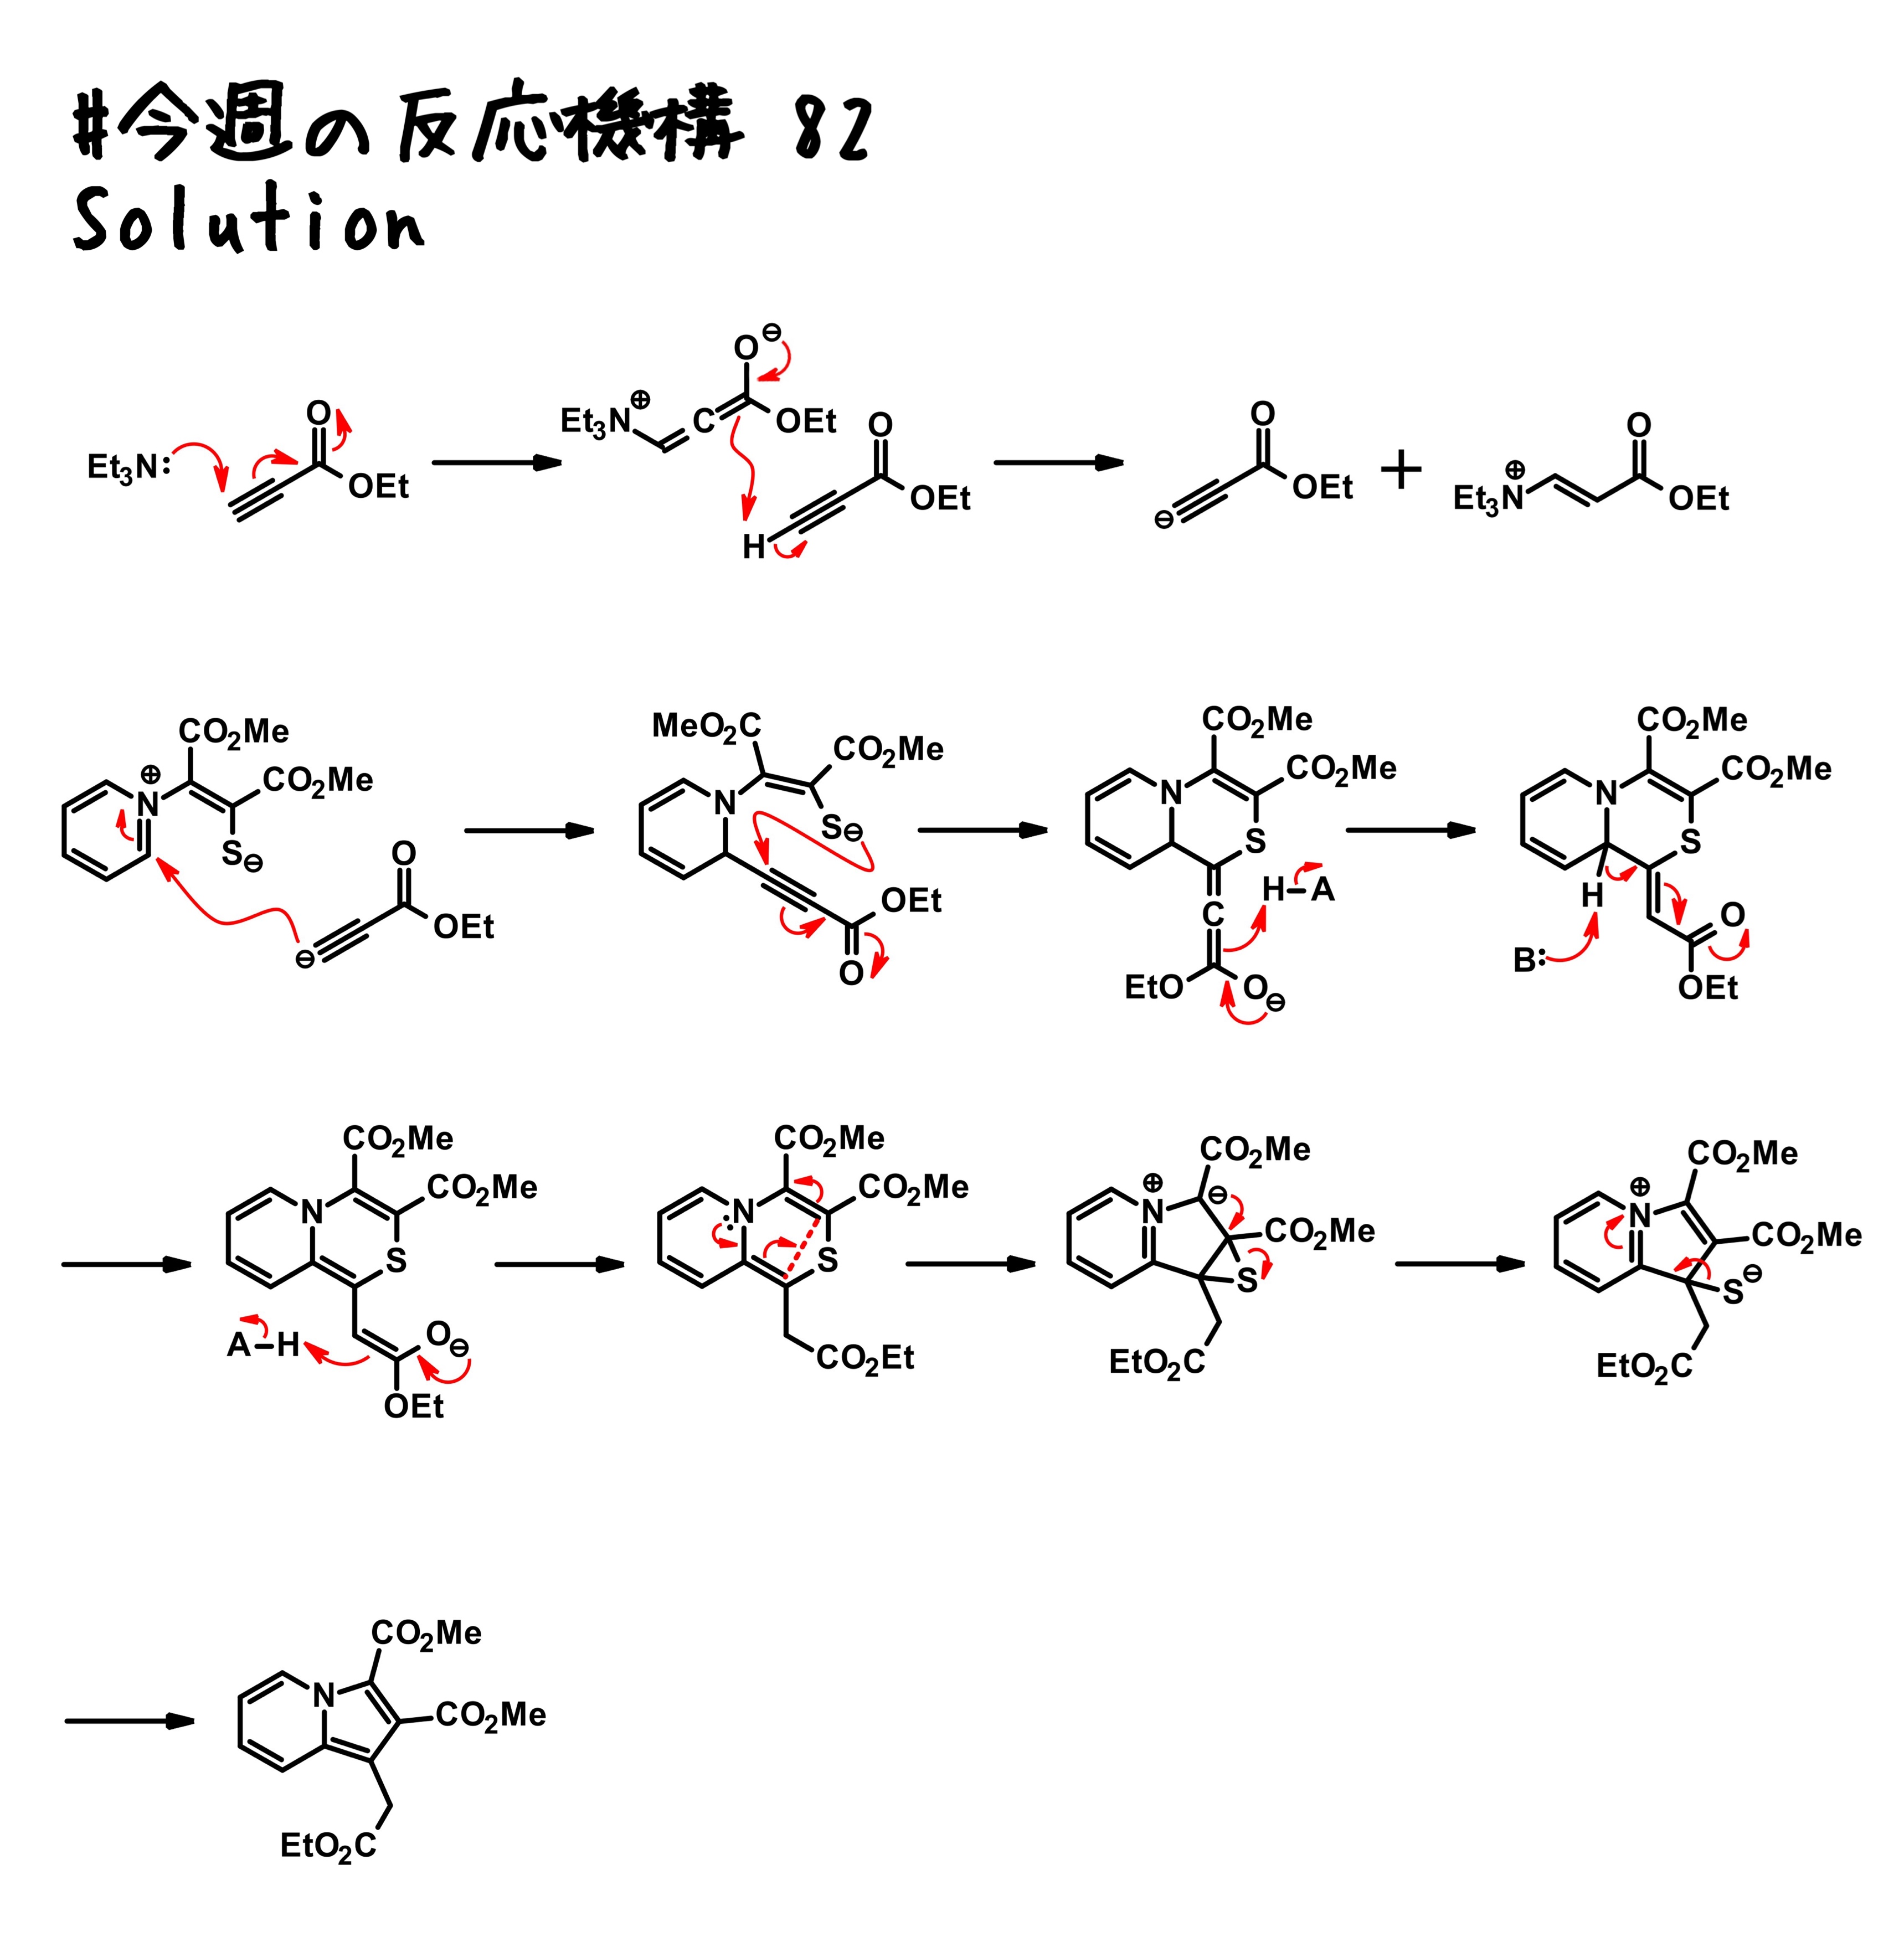 #今週の反応機構 82
Solution
O⊖
Et3N⊕ C OEt
O O
Et3N: OEt OEt H
O O
⊖ OEt + Et3N⊕ OEt
CO2Me MeO2C CO2Me CO2Me
N⊕ CO2Me CO2Me N CO2Me N CO2Me
S⊖ N S⊖ S S
O OEt C H–A H O
⊖ OEt O EtO O⊖ B: OEt
CO2Me CO2Me CO2Me CO2Me
N CO2Me N: CO2Me N⊕ ⊖ CO2Me N⊕ CO2Me
S S S S⊖
A–H O⊖ CO2Et EtO2C EtO2C
OEt
CO2Me
N CO2Me
EtO2C